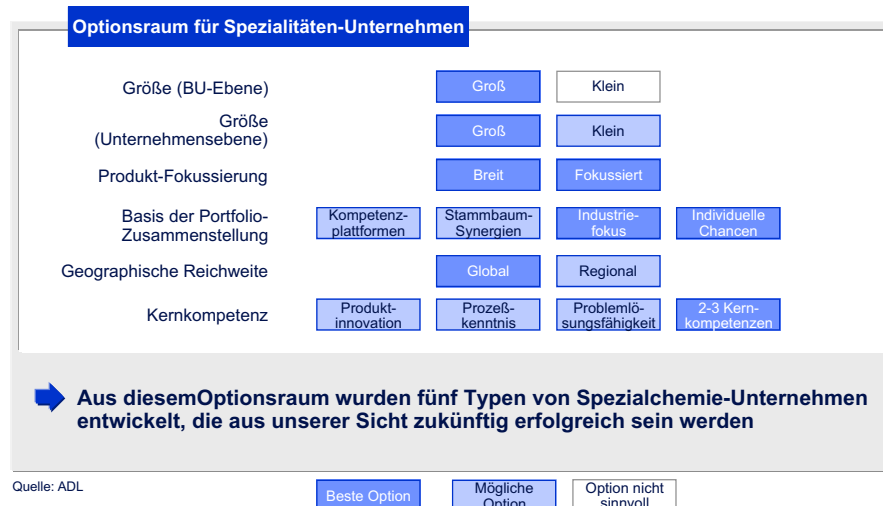 Optionsraum für Spezialitäten-Unternehmen
Größe (BU-Ebene)
Groß
Klein
Größe
(Unternehmensebene)
Groß
Klein
Produkt-Fokussierung
Breit
Fokussiert
Basis der Portfolio-
Zusammenstellung
Kompetenz-
plattformen
Stammbaum-
Synergien
Industrie-
fokus
Individuelle
Chancen
Geographische Reichweite
Global
Regional
Kernkompetenz
Produkt-
innovation
Prozeß-
kenntnis
Problemlö-
sungsfähigkeit
2-3 Kern-
kompetenzen
Aus diesemOptionsraum wurden fünf Typen von Spezialchemie-Unternehmen
entwickelt, die aus unserer Sicht zukünftig erfolgreich sein werden
Quelle: ADL
Beste Option
Mögliche
Option
Option nicht
sinnvoll